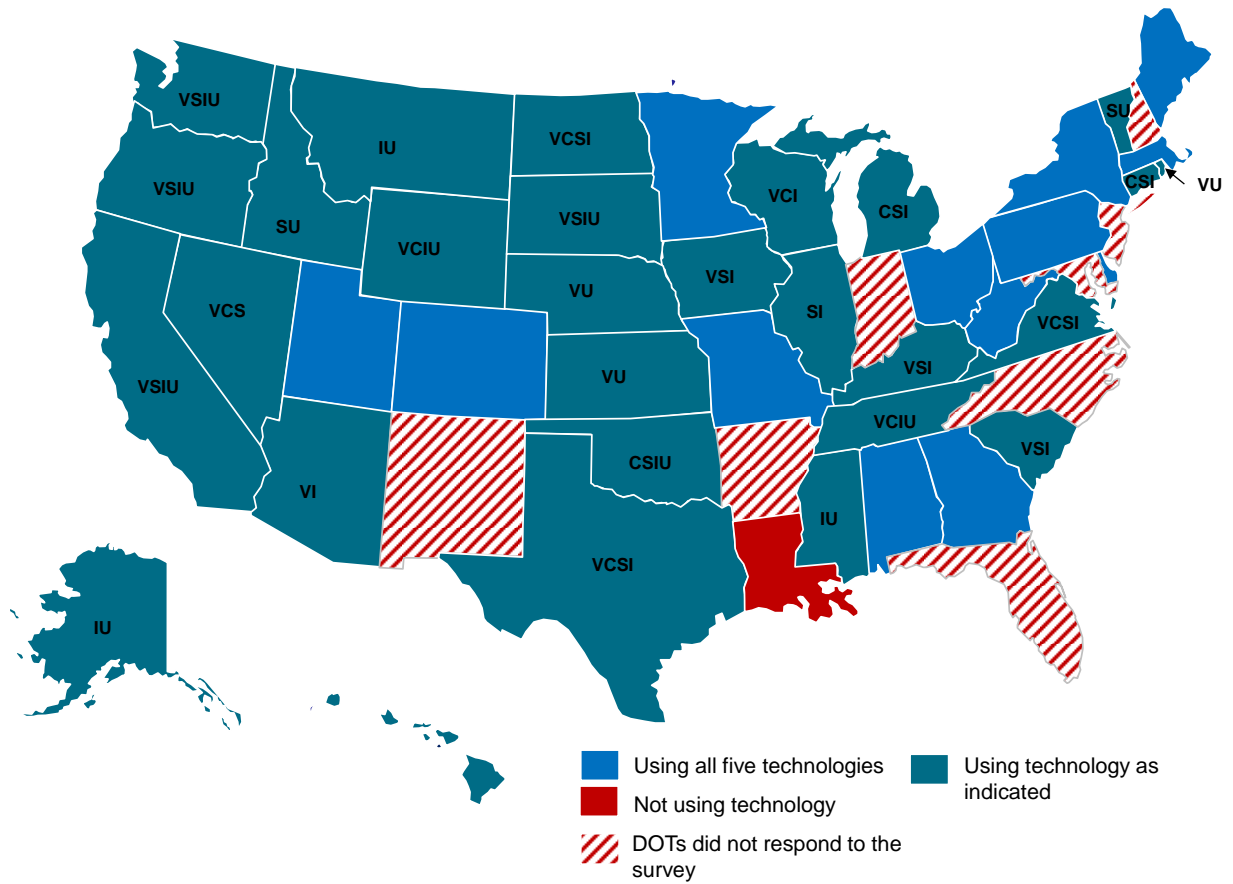 VSIU
IU
VCSI
SU
VSIU
VCI
CSI
CSI
VU
SU
VCIU
VSIU
VSI
VU
VCS
SI
VCSI
VSIU
VU
VSI
VCIU
VSI
CSIU
VI
IU
VCSI
IU
Using all five technologies
Using technology as
indicated
Not using technology
DOTs did not respond to the
survey